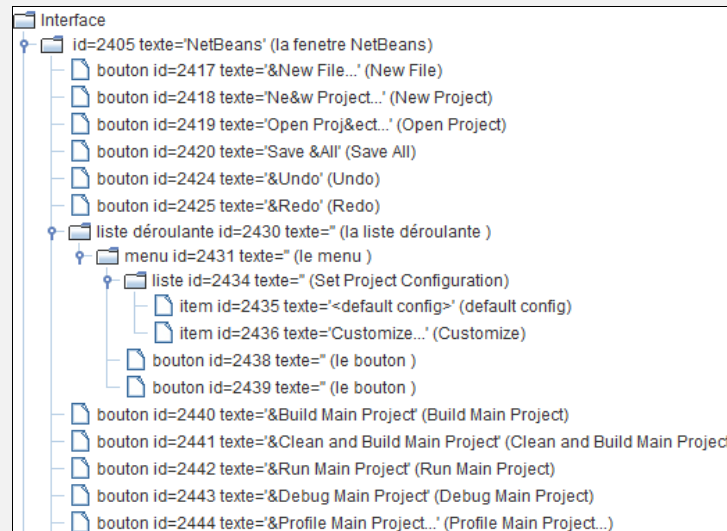 Interface
id=2405 texte='NetBeans' (la fenetre NetBeans)
bouton id=2417 texte='&New File...' (New File)
bouton id=2418 texte='Ne&w Project...' (New Project)
bouton id=2419 texte='Open Proj&ect...' (Open Project)
bouton id=2420 texte='Save &All' (Save All)
bouton id=2424 texte='&Undo' (Undo)
bouton id=2425 texte='&Redo' (Redo)
liste déroulante id=2430 texte='' (la liste déroulante )
menu id=2431 texte='' (le menu )
liste id=2434 texte='' (Set Project Configuration)
item id=2435 texte='<default config>' (default config)
item id=2436 texte='Customize...' (Customize)
bouton id=2438 texte='' (le bouton )
bouton id=2439 texte='' (le bouton )
bouton id=2440 texte='&Build Main Project' (Build Main Project)
bouton id=2441 texte='&Clean and Build Main Project' (Clean and Build Main Project
bouton id=2442 texte='&Run Main Project' (Run Main Project)
bouton id=2443 texte='&Debug Main Project' (Debug Main Project)
bouton id=2444 texte='&Profile Main Project...' (Profile Main Project...)